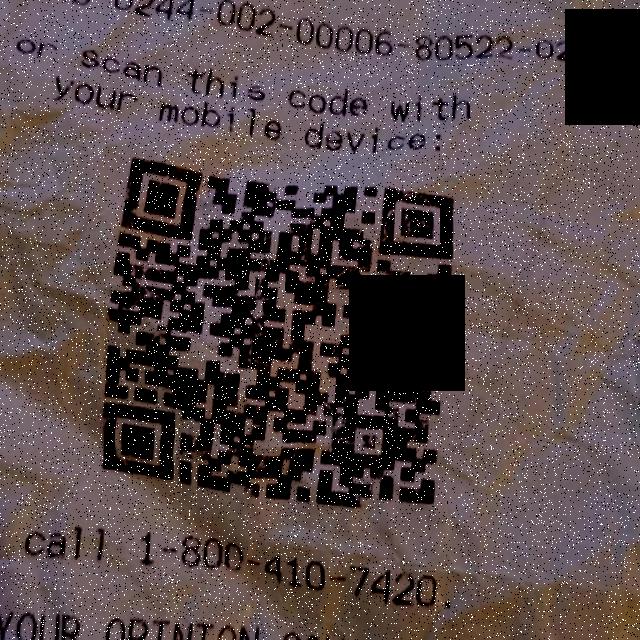 0244-002-00006-80522-02
or scan this code with
your mobile device:
call 1-800-410-7420.
YOUR OPINION